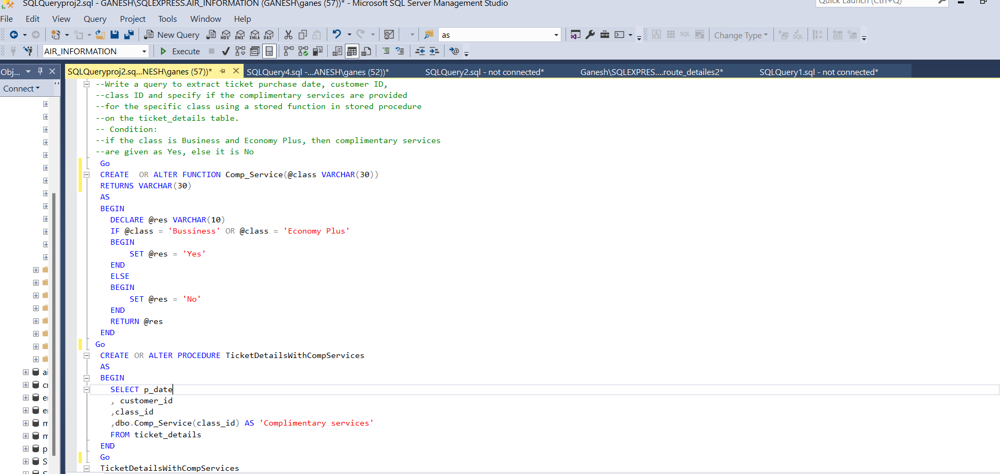 SQLQueryproj2.sql - GANESH\SQLEXPRESS.AIR_INFORMATION (GANESH\ganes (57))* - Microsoft SQL Server Management Studio
Quick Launch (Ctrl+Q)
File Edit View Query Project Tools Window Help
New Query MDX DMX XMLA DAX as SQL Change Type SQL
AIR_INFORMATION Execute
Obj... SQLQueryproj2.sq...NESH\ganes (57))* SQLQuery4.sql -...ANESH\ganes (52))* SQLQuery2.sql - not connected* Ganesh\SQLEXPRES....route_detailes2* SQLQuery1.sql - not connected*
Connect
--Write a query to extract ticket purchase date, customer ID,
--class ID and specify if the complimentary services are provided
--for the specific class using a stored function in stored procedure
--on the ticket_details table.
-- Condition:
--if the class is Bussiness and Economy Plus, then complimentary services
--are given as Yes, else it is No
Go
CREATE  OR ALTER FUNCTION Comp_Service(@class VARCHAR(30))
RETURNS VARCHAR(30)
AS
BEGIN
DECLARE @res VARCHAR(10)
IF @class = 'Bussiness' OR @class = 'Economy Plus'
BEGIN
SET @res = 'Yes'
END
ELSE
BEGIN
SET @res = 'No'
END
RETURN @res
END
Go
CREATE OR ALTER PROCEDURE TicketDetailsWithCompServices
AS
BEGIN
SELECT p_date
, customer_id
,class_id
,dbo.Comp_Service(class_id) AS 'Complimentary services'
FROM ticket_details
END
Go
TicketDetailsWithCompServices